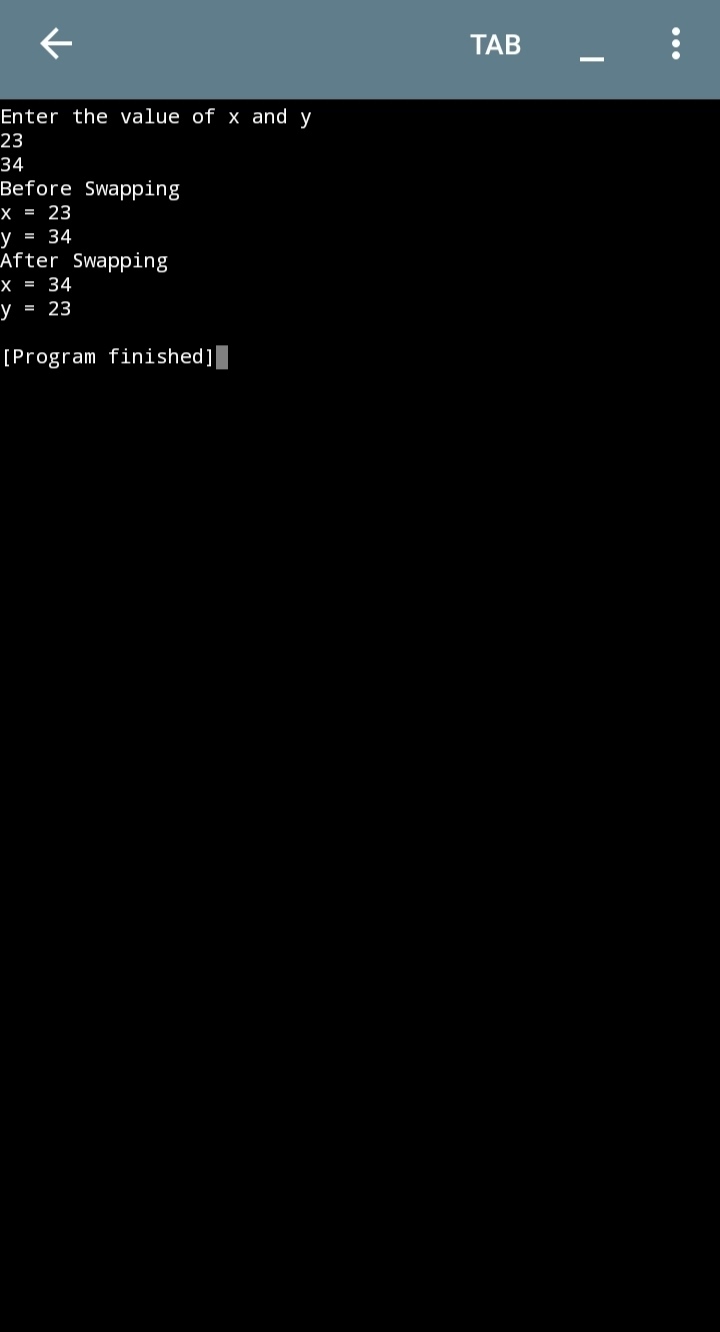 TAB
Enter the value of x and y
23
34
Before Swapping
x = 23
y = 34
After Swapping
x = 34
y = 23
[Program finished]